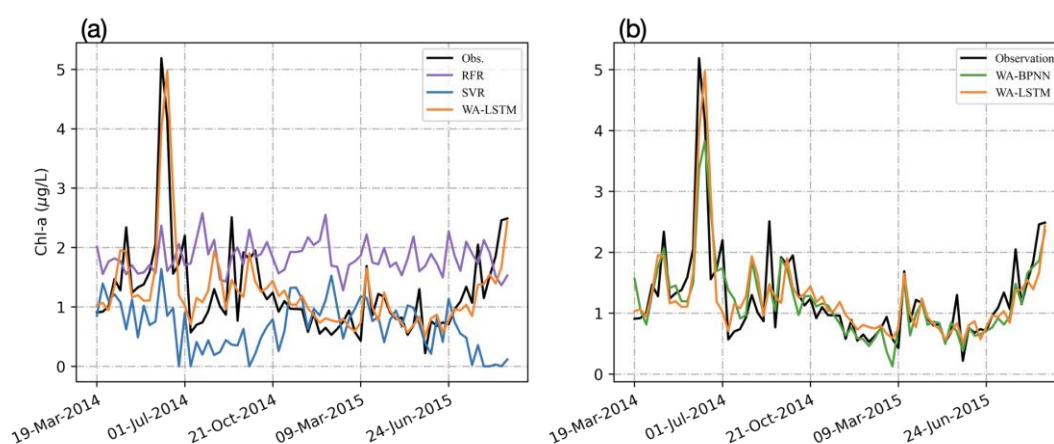 (a)
Chl-a (μg/L)
5
4
3
2
1
0
Obs.
RFR
SVR
WA-LSTM
19-Mar-2014
01-Jul-2014
21-Oct-2014
09-Mar-2015
24-Jun-2015
(b)
5
4
3
2
1
0
Observation
WA-BPNN
WA-LSTM
19-Mar-2014
01-Jul-2014
21-Oct-2014
09-Mar-2015
24-Jun-2015